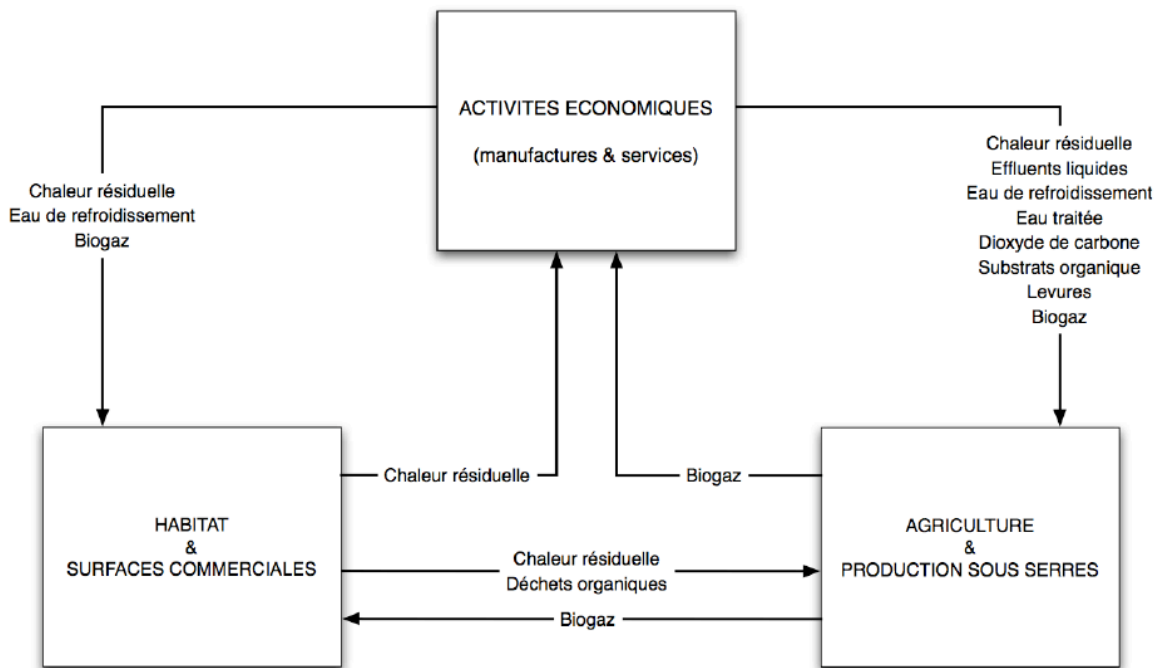 ACTIVITES ECONOMIQUES
(manufactures & services)
Chaleur résiduelle
Eau de refroidissement
Biogaz
Chaleur résiduelle
Effluents liquides
Eau de refroidissement
Eau traitée
Dioxyde de carbone
Substrats organique
Levures
Biogaz
Chaleur résiduelle
Biogaz
HABITAT
&
SURFACES COMMERCIALES
Chaleur résiduelle
Déchets organiques
Biogaz
AGRICULTURE
&
PRODUCTION SOUS SERRES